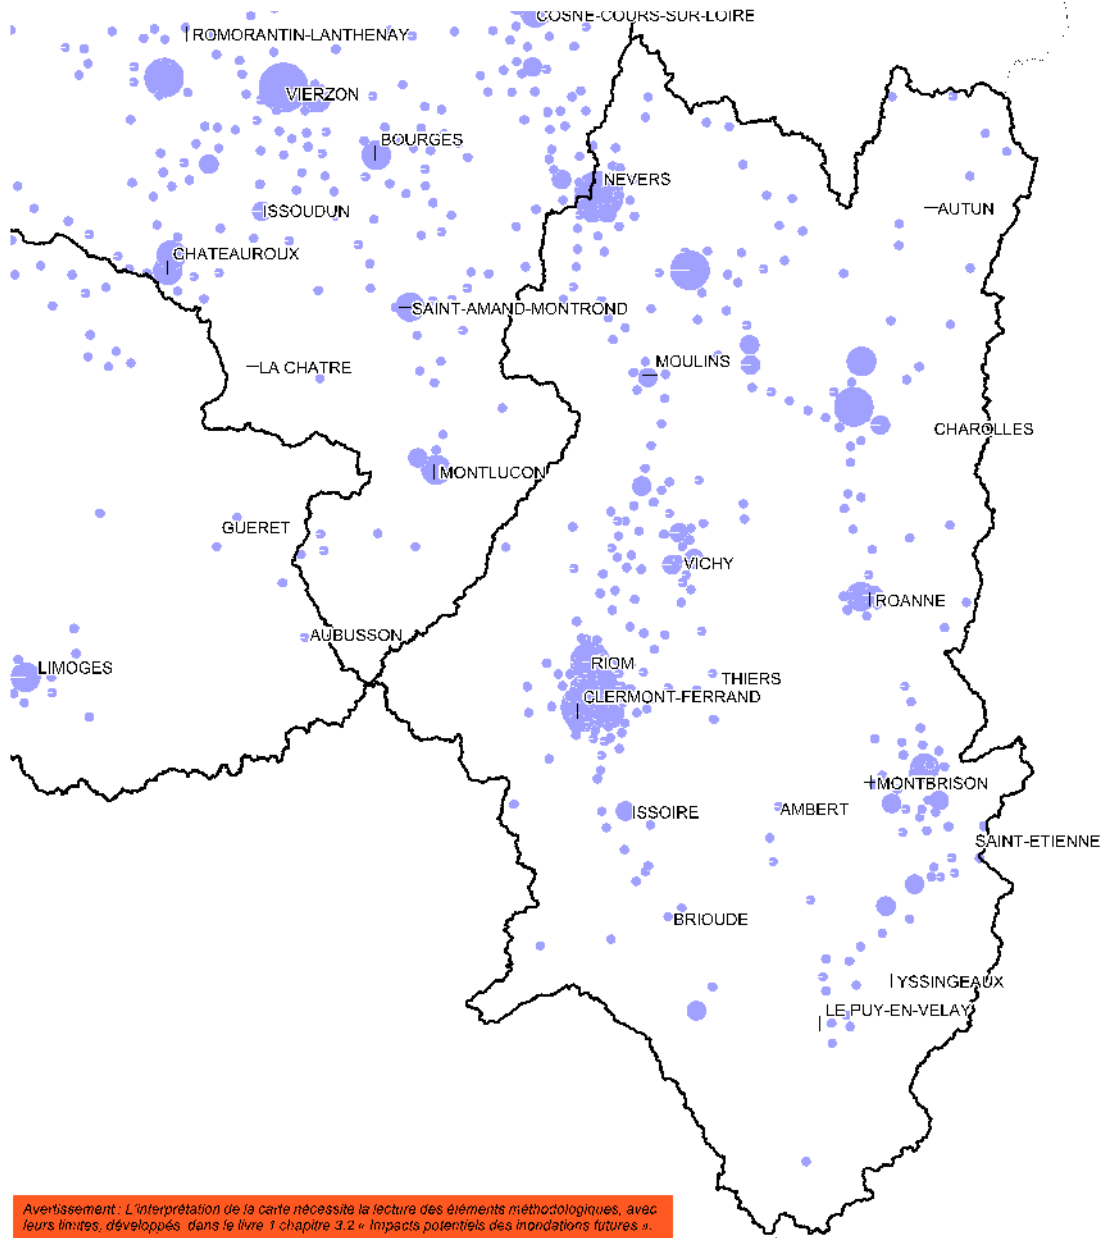 COSNE-COURS-SUR-LOIRE
ROMORANTIN-LANTHENAY
VIERZON
BOURGES
NEVERS
ISSOUDUN
AUTUN
CHATEAUROUX
SAINT-AMAND-MONTROND
MOULINS
LA CHATRE
CHAROLLES
MONTLUCON
GUERET
VICHY
ROANNE
AUBUSSON
LIMOGES
RIOM
THIERS
CLERMONT-FERRAND
MONTBRISON
ISSOIRE
AMBERT
SAINT-ETIENNE
BRIOUDE
YSSINGEAUX
LE PUY-EN-VELAY
Avertissement : L'interprétation de la carte nécessite la lecture des éléments méthodologiques, avec
leurs limites, développés dans le livre 1 chapitre 3.2 « Impacts potentiels des inondations futures ».